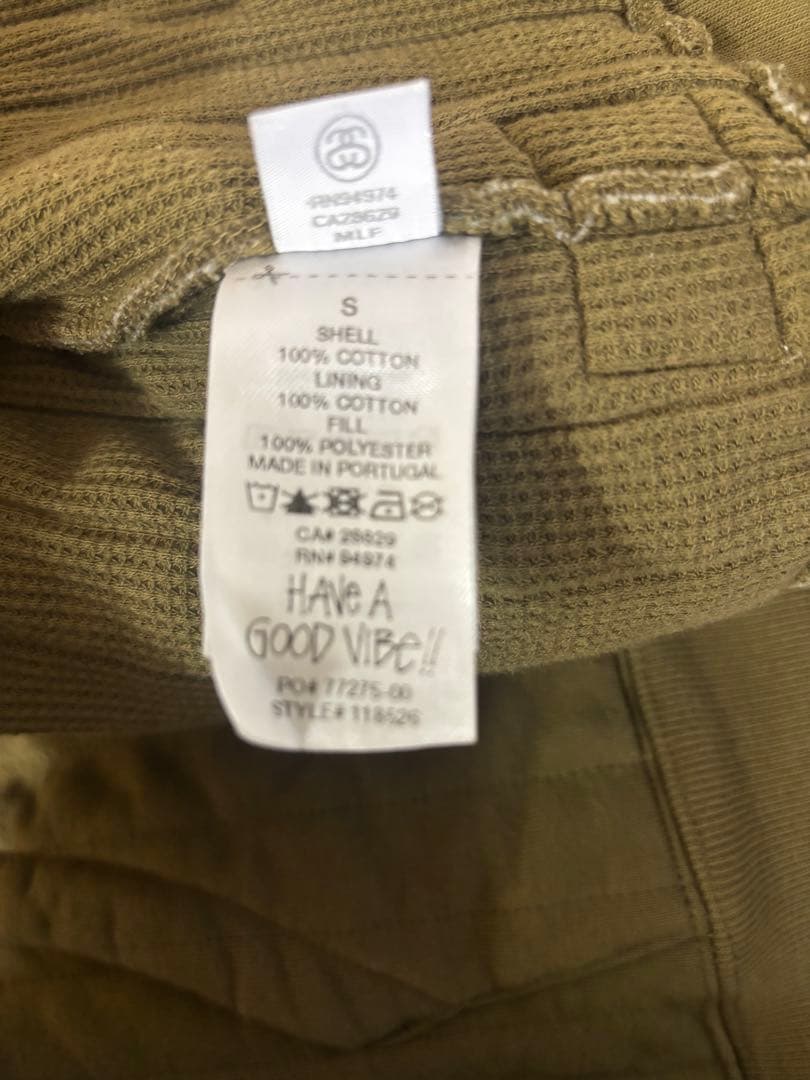 RN94974
CA28629
MLF
S
SHELL
100% COTTON
LINING
100% COTTON
FILL
100% POLYESTER
MADE IN PORTUGAL
CA# 28629
RN# 94974
HAVE A
GOOD VIBE!!
PO# 77275-00
STYLE# 118526